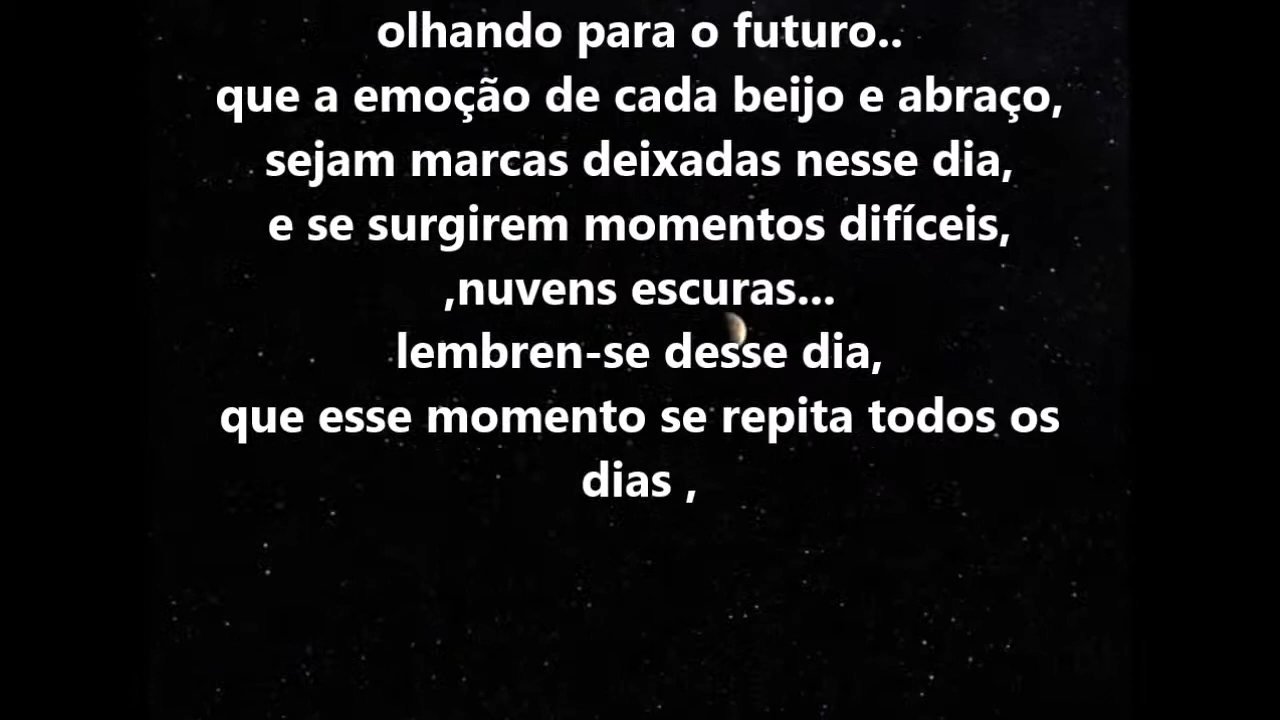 olhando para o futuro..
que a emoção de cada beijo e abraço,
sejam marcas deixadas nesse dia,
e se surgirem momentos difíceis,
,nuvens escuras...
lembren-se desse dia,
que esse momento se repita todos os
dias ,